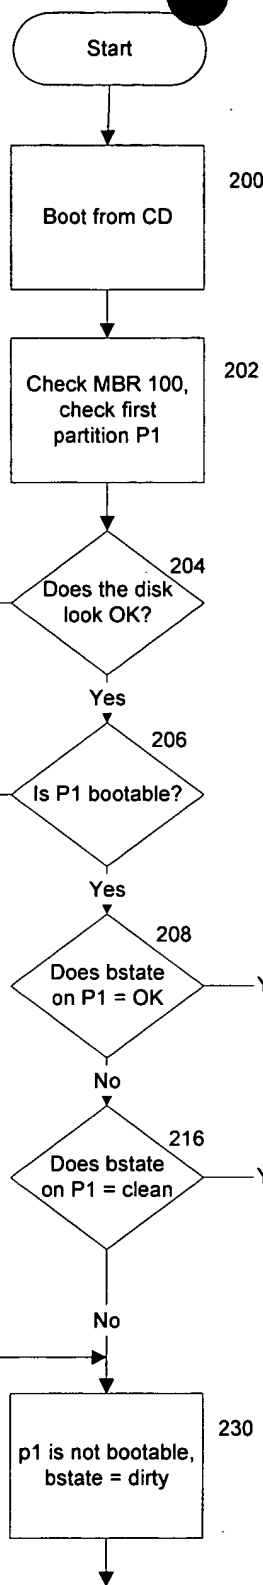 Start
200
Boot from CD
202
Check MBR 100,
check first
partition P1
204
Does the disk
look OK?
Yes
206
Is P1 bootable?
Yes
208
Does bstate
on P1 = OK
No
216
Does bstate
on P1 = clean
No
230
p1 is not bootable,
bstate = dirty